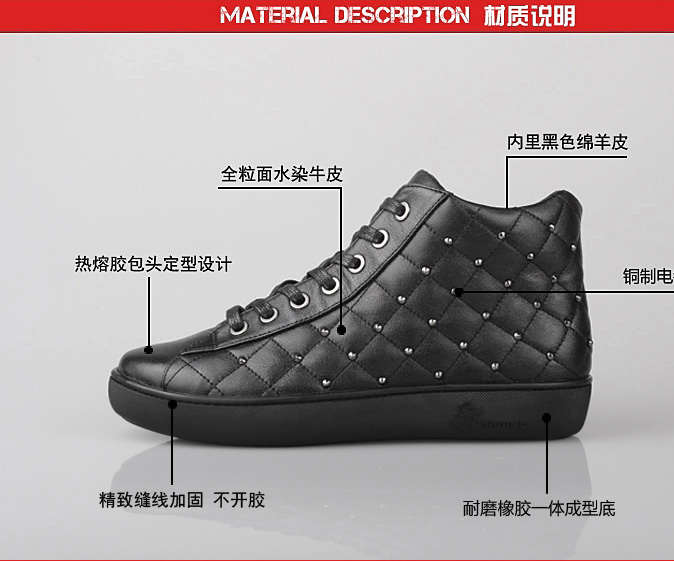 MATERIAL DESCRIPTION 材质说明
内里黑色绵羊皮
全粒面水染牛皮
热熔胶包头定型设计
铜制电
精致缝线加固 不开胶
耐磨橡胶一体成型底